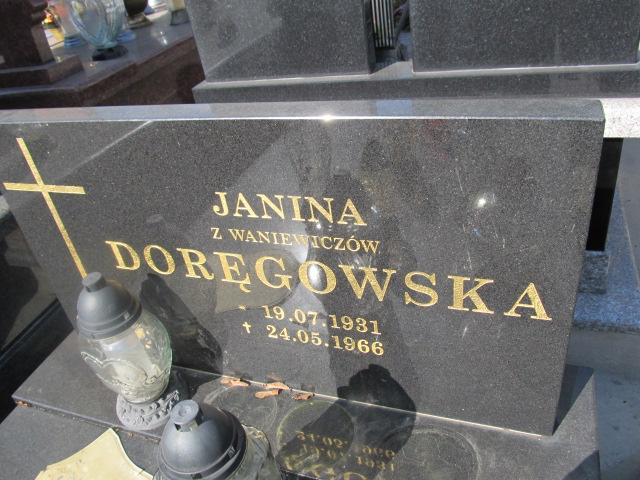 JANINA
Z WANIEWICZÓW
DORĘGOWSKA
* 19.07.1931
† 24.05.1966